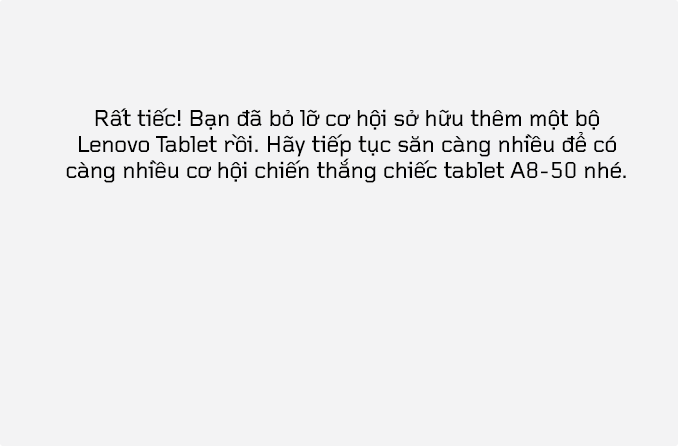 Rất tiếc! Bạn đã bỏ lỡ cơ hội sở hữu thêm một bộ
Lenovo Tablet rồi. Hãy tiếp tục săn càng nhiều để có
càng nhiều cơ hội chiến thắng chiếc tablet A8-50 nhé.